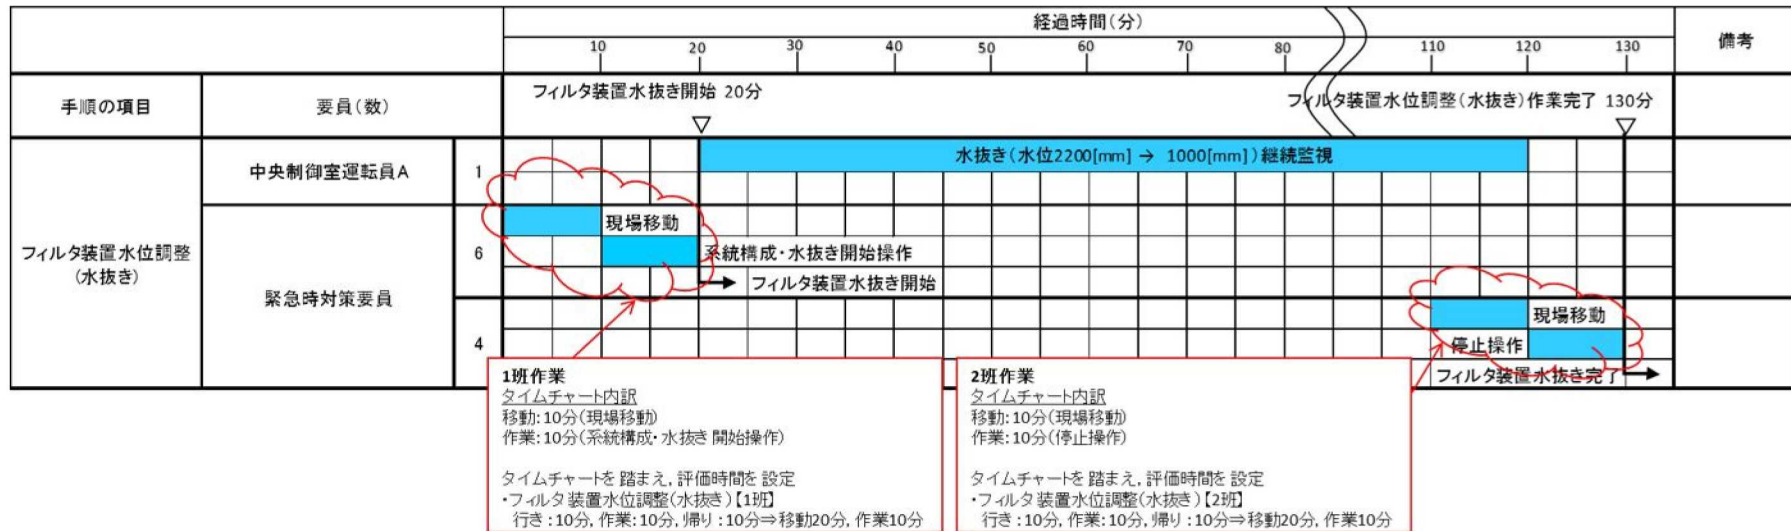 経過時間(分)
備考
10 20 30 40 50 60 70 80 110 120 130
手順の項目
要員(数)
フィルタ装置水抜き開始 20分
フィルタ装置水位調整(水抜き)作業完了 130分
フィルタ装置水位調整
(水抜き)
中央制御室運転員A
1
水抜き(水位2200[mm] → 1000[mm])継続監視
緊急時対策要員
6
現場移動
系統構成・水抜き開始操作
フィルタ装置水抜き開始
4
現場移動
停止操作
フィルタ装置水抜き完了
1班作業
タイムチャート内訳
移動:10分(現場移動)
作業:10分(系統構成・水抜き開始操作)
タイムチャートを踏まえ,評価時間を設定
・フィルタ装置水位調整(水抜き)【1班】
行き:10分,作業:10分,帰り:10分⇒移動20分,作業10分
2班作業
タイムチャート内訳
移動:10分(現場移動)
作業:10分(停止操作)
タイムチャートを踏まえ,評価時間を設定
・フィルタ装置水位調整(水抜き)【2班】
行き:10分,作業:10分,帰り:10分⇒移動20分,作業10分